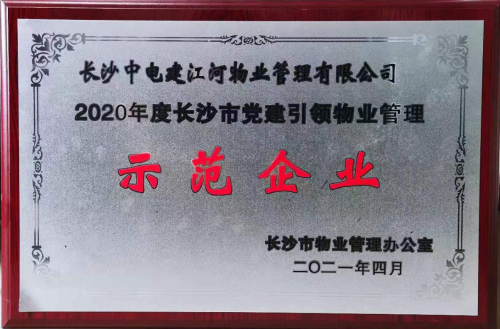 长沙中电建江河物业管理有限公司
2020年度长沙市党建引领物业管理
示范企业
长沙市物业管理办公室
二〇二一年四月